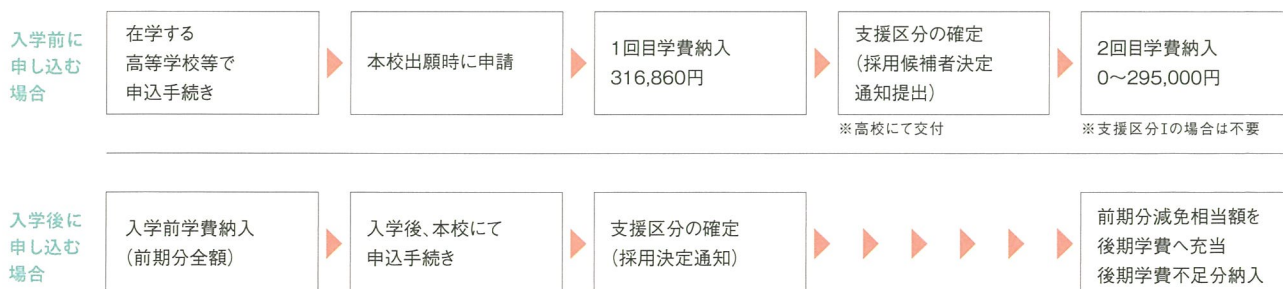 入学前に
申し込む
場合
在学する
高等学校等で
申込手続き
本校出願時に申請
1回目学費納入
316,860円
支援区分の確定
(採用候補者決定
通知提出)
※高校にて交付
2回目学費納入
0〜295,000円
※支援区分Iの場合は不要
入学後に
申し込む
場合
入学前学費納入
(前期分全額)
入学後、本校にて
申込手続き
支援区分の確定
(採用決定通知)
前期分減免相当額を
後期学費へ充当
後期学費不足分納入